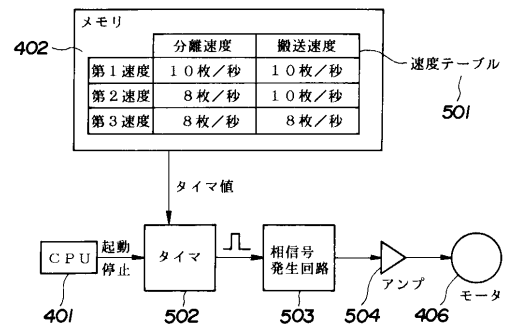 メモリ
402
分離速度 搬送速度
第1速度 10枚/秒 10枚/秒
第2速度 8枚/秒 10枚/秒
第3速度 8枚/秒 8枚/秒
速度テーブル
501
タイマ値
CPU
起動
停止
タイマ
相信号
発生回路
アンプ
モータ
401
502
503
504
406